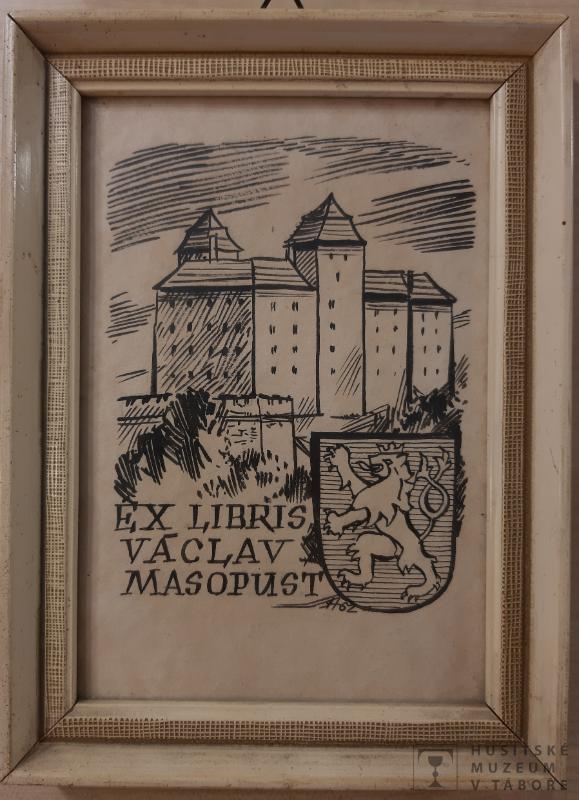 EX LIBRIS
VÁCLAV
MASOPUST
HUSITSKÉ
MUZEUM
V TÁBOŘE